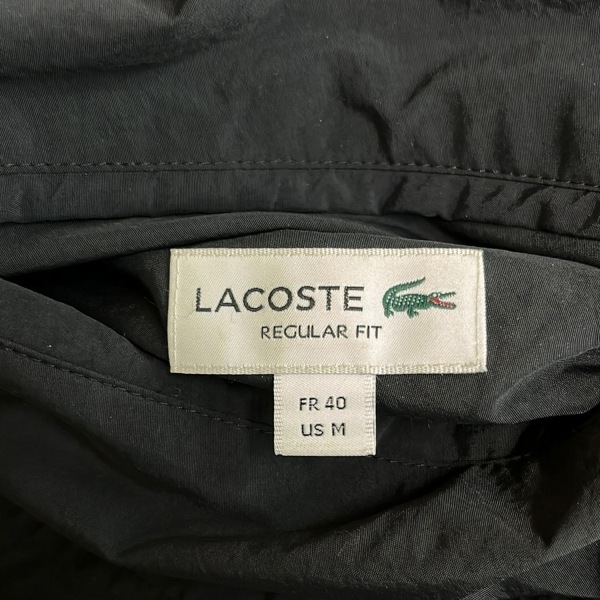 LACOSTE
REGULAR FIT
FR 40
US M